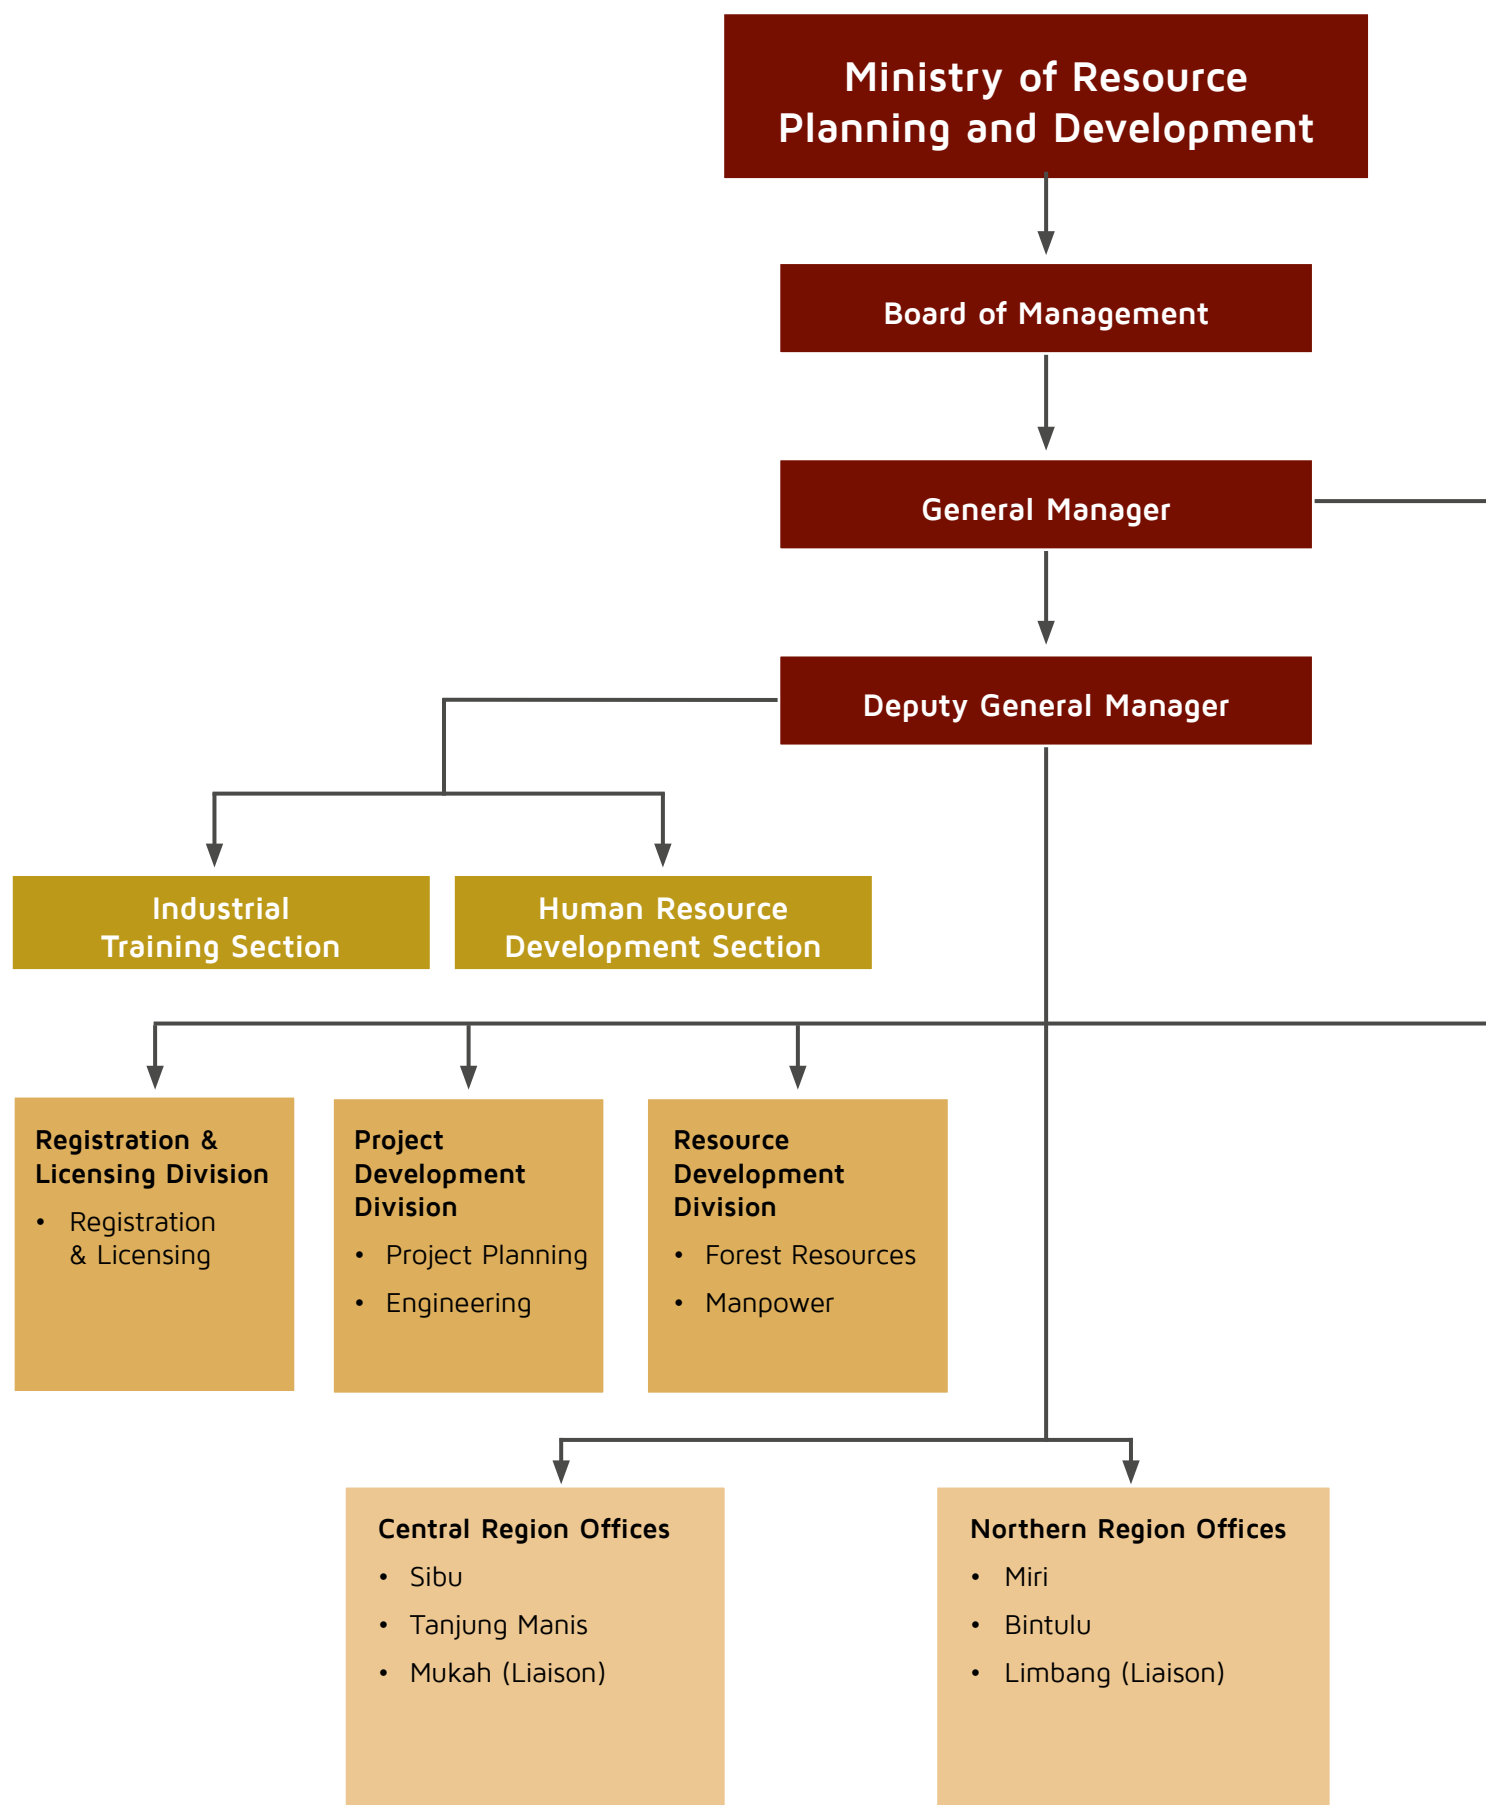 Ministry of Resource
Planning and Development
Board of Management
General Manager
Deputy General Manager
Industrial
Training Section
Human Resource
Development Section
Registration &
Licensing Division
• Registration
& Licensing
Project
Development
Division
• Project Planning
• Engineering
Resource
Development
Division
• Forest Resources
• Manpower
Central Region Offices
• Sibu
• Tanjung Manis
• Mukah (Liaison)
Northern Region Offices
• Miri
• Bintulu
• Limbang (Liaison)